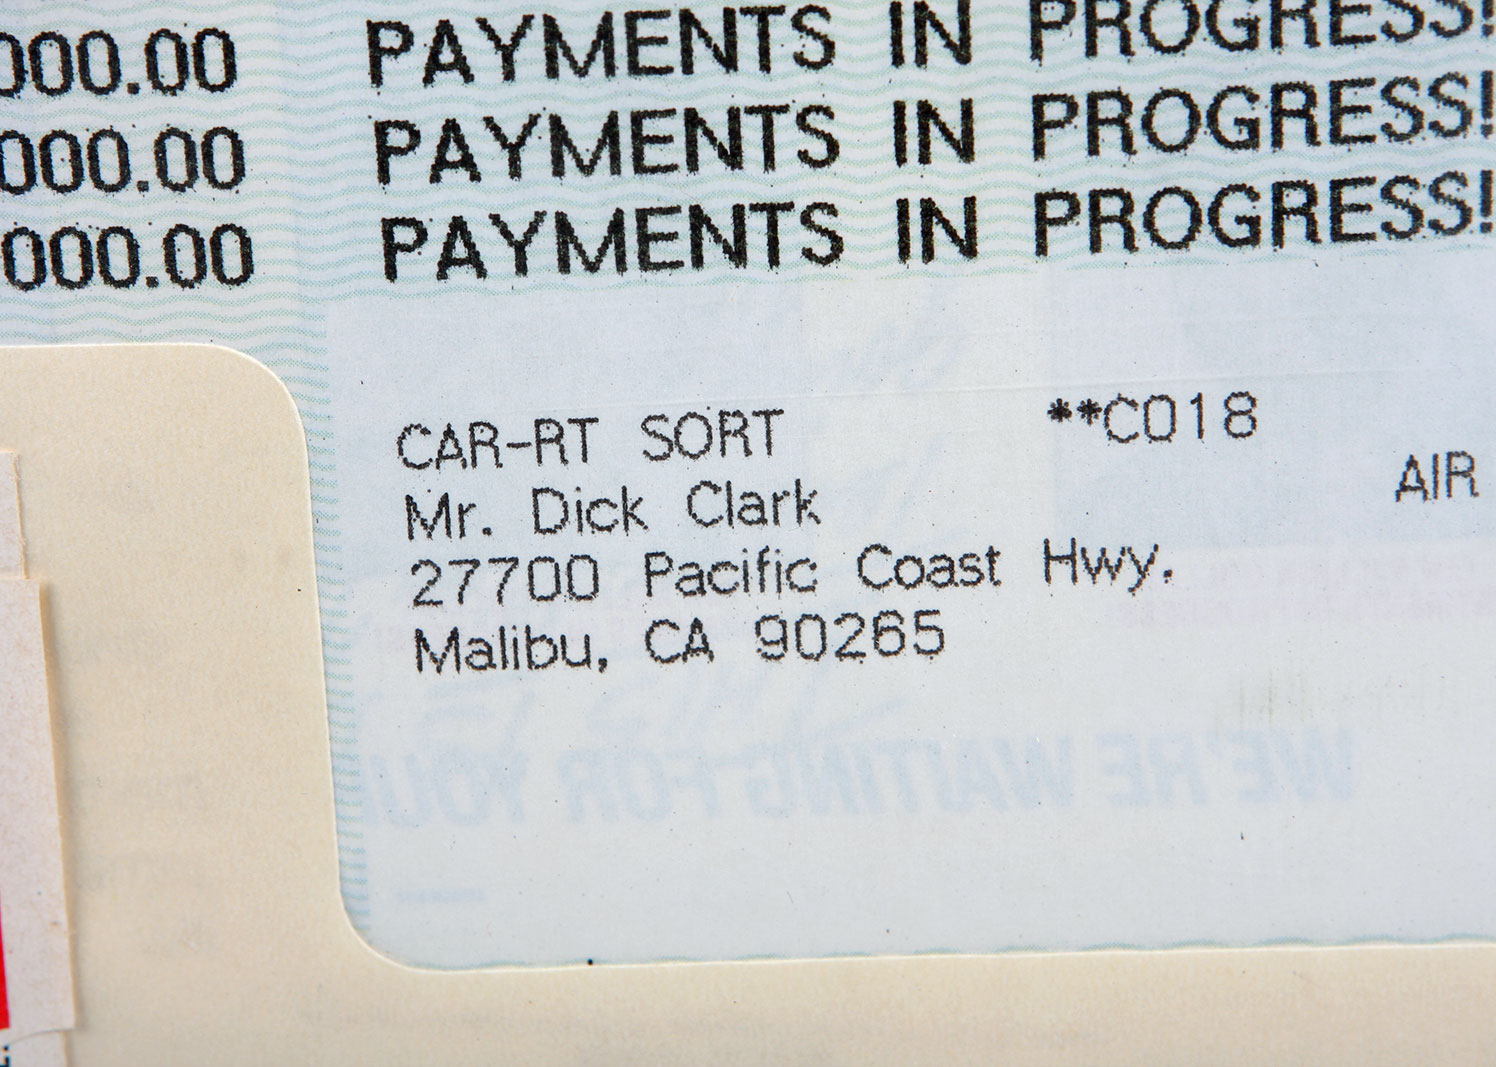 000.00 PAYMENTS IN PROGRESS!
000.00 PAYMENTS IN PROGRESS!
000.00 PAYMENTS IN PROGRESS!
CAR-RT SORT **C018
AIR
Mr. Dick Clark
27700 Pacific Coast Hwy.
Malibu, CA 90265
WE'RE WAITING FOR YOUR